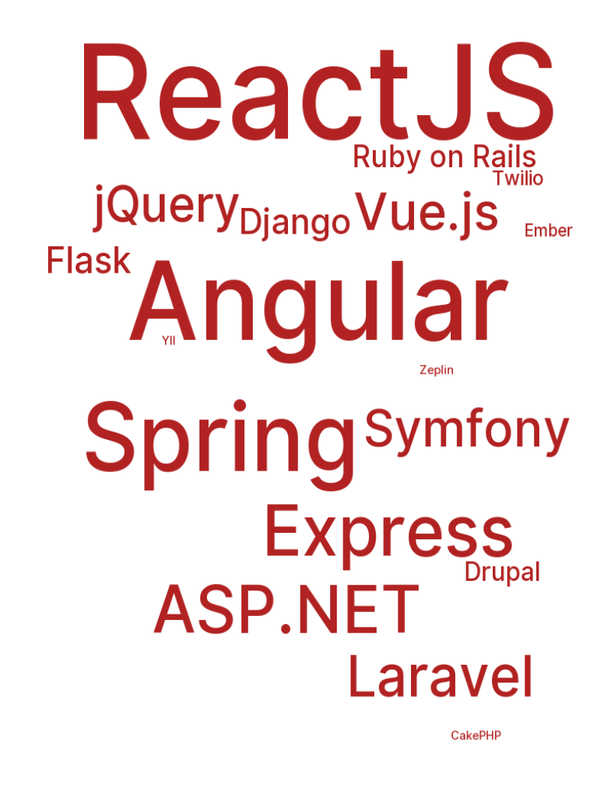 ReactJS
Ruby on Rails
Twilio
jQuery
Django
Vue.js
Ember
Flask
Angular
YII
Zeplin
Spring
Symfony
Express
Drupal
ASP.NET
Laravel
CakePHP